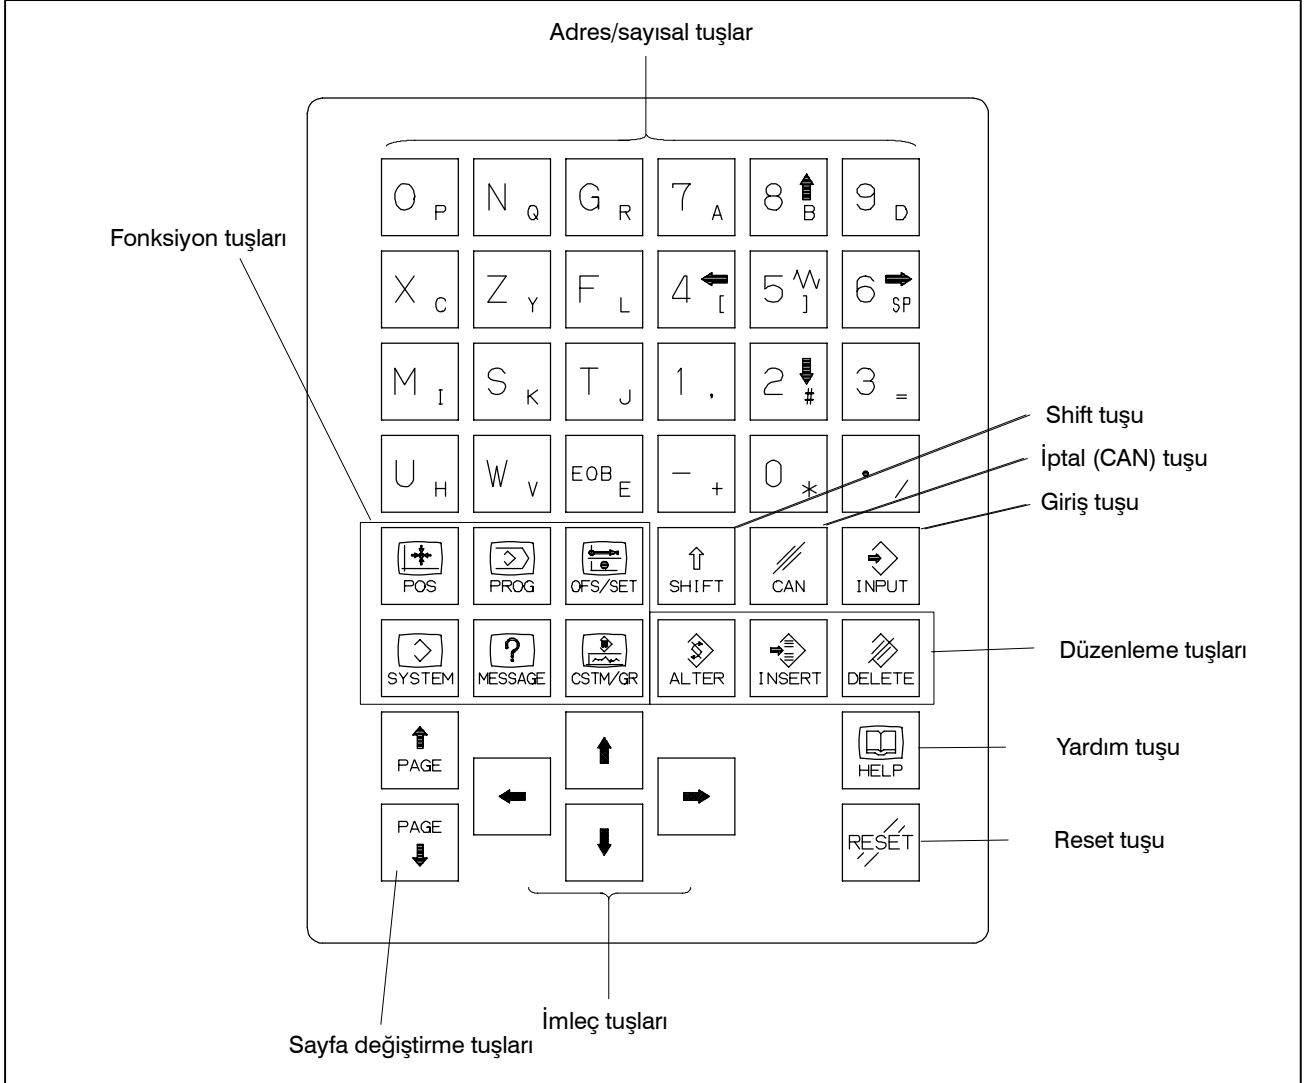 Adres/sayısal tuşlar
O P N Q G R 7 A 8 B 9 D
Fonksiyon tuşları
X C Z Y F L 4 [ 5 ] 6 SP
M I S K T J 1 , 2 # 3 =
Shift tuşu
İptal (CAN) tuşu
U H W V EOB E - + 0 * . /
Giriş tuşu
POS PROG OFS/SET SHIFT CAN INPUT
Düzenleme tuşları
SYSTEM MESSAGE CSTM/GR ALTER INSERT DELETE
Yardım tuşu
PAGE HELP
PAGE RESET
Reset tuşu
İmleç tuşları
Sayfa değiştirme tuşları